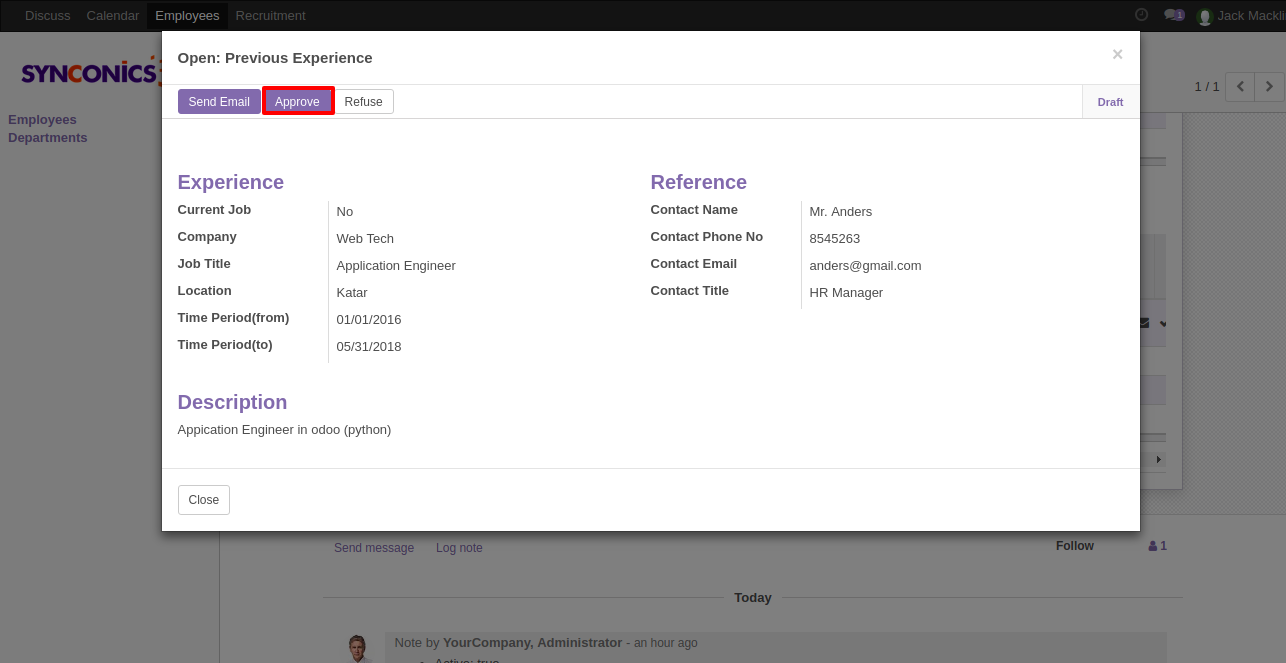 Discuss Calendar Employees Recruitment 1 Jack Mackli
Open: Previous Experience ×
SYNCONICS
1 / 1
Send Email Approve Refuse Draft
Employees
Departments
Experience Reference
Current Job No Contact Name Mr. Anders
Company Web Tech Contact Phone No 8545263
Job Title Application Engineer Contact Email anders@gmail.com
Location Katar Contact Title HR Manager
Time Period(from) 01/01/2016
Time Period(to) 05/31/2018
Description
Appication Engineer in odoo (python)
Close
Send message Log note Follow 1
Today
Note by YourCompany, Administrator - an hour ago
Active: true